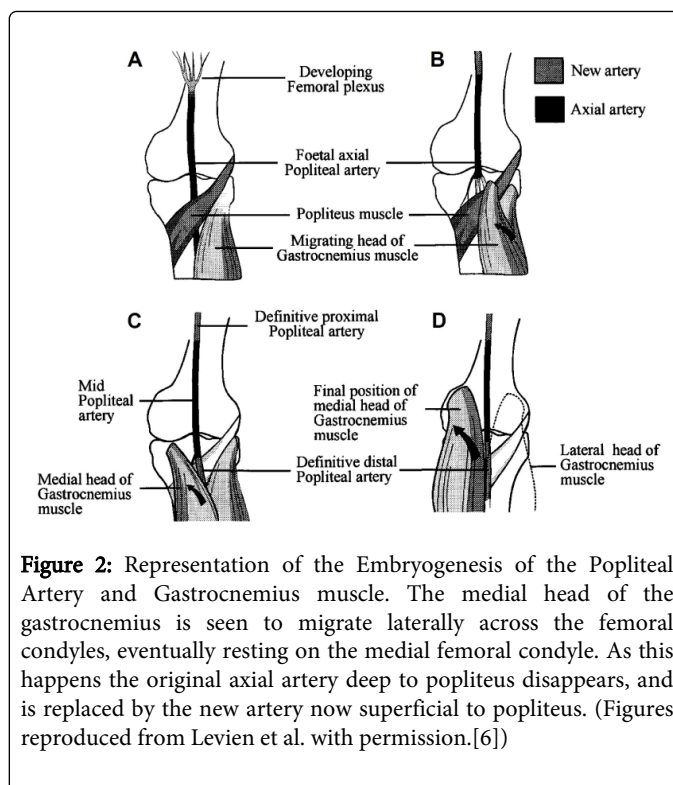 A
B
New artery
Axial artery
Developing
Femoral plexus
Foetal axial
Popliteal artery
Popliteus muscle
Migrating head of
Gastrocnemius muscle
C
D
Definitive proximal
Popliteal artery
Mid
Popliteal
artery
Final position of
medial head of
Gastrocnemius
muscle
Medial head of
Gastrocnemius
muscle
Definitive distal
Popliteal artery
Lateral head of
Gastrocnemius
muscle
Figure 2: Representation of the Embryogenesis of the Popliteal
Artery and Gastrocnemius muscle. The medial head of the
gastrocnemius is seen to migrate laterally across the femoral
condyles, eventually resting on the medial femoral condyle. As this
happens the original axial artery deep to popliteus disappears, and
is replaced by the new artery now superficial to popliteus. (Figures
reproduced from Levien et al. with permission.[6])